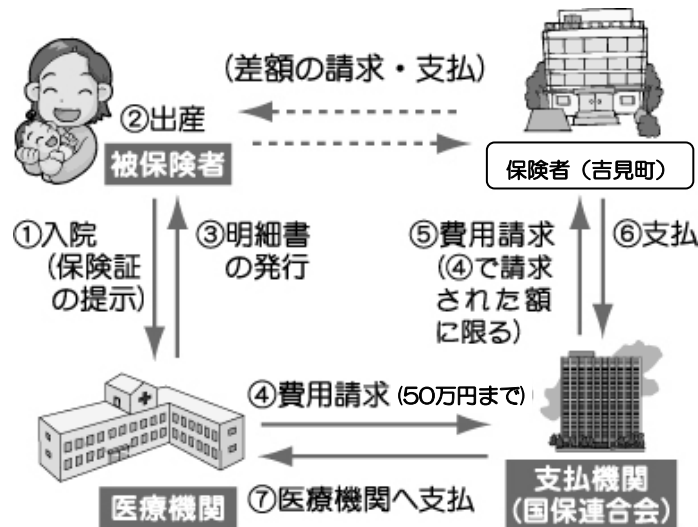 (差額の請求・支払)
②出産
被保険者
保険者（吉見町）
①入院
(保険証
の提示)
③明細書
の発行
⑤費用請求
(④で請求
された額
に限る)
⑥支払
④費用請求 (50万円まで)
⑦医療機関へ支払
医療機関
支払機関
(国保連合会)